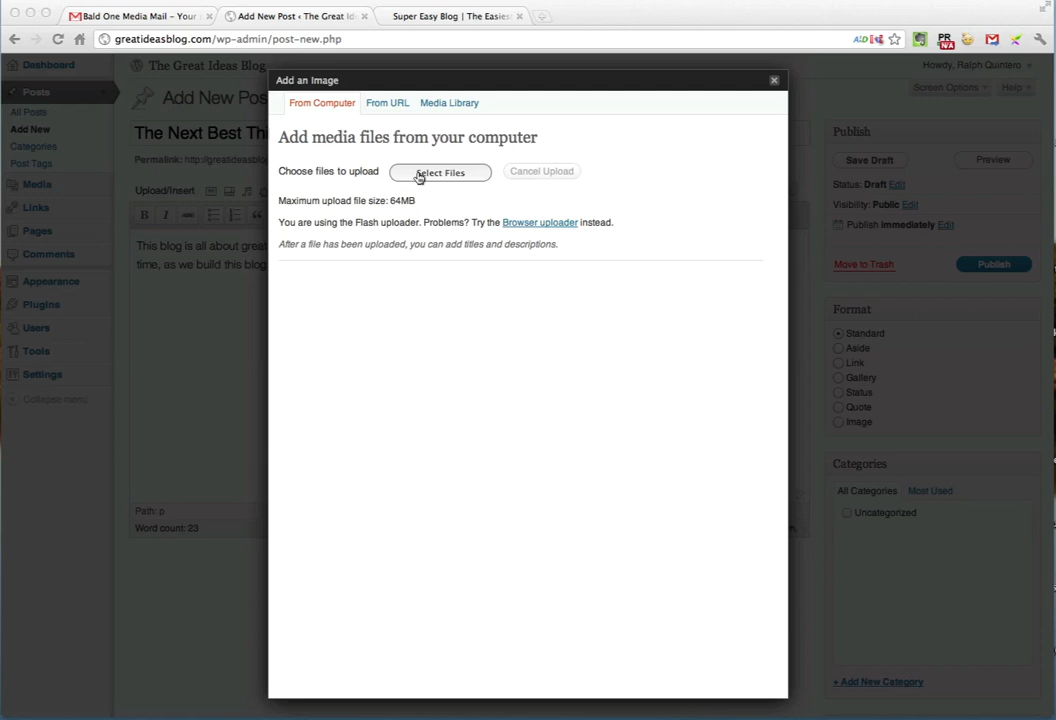 Bald One Media Mail – Your
Add New Post ‹ The Great Id
Super Easy Blog | The Easies
greatideasblog.com/wp-admin/post-new.php
PR
N/A
Dashboard
The Great Ideas Blog
Howdy, Ralph Quintero
Add an Image
Posts
Add New Pos
Screen Options
Help
From Computer
From URL
Media Library
All Posts
Add New
Categories
Post Tags
The Next Best Thi
Permalink: http://greatideasblo
Add media files from your computer
Publish
Choose files to upload
Select Files
Cancel Upload
Save Draft
Preview
Media
Upload/Insert
Maximum upload file size: 64MB
Status: Draft Edit
Links
B I ABC
You are using the Flash uploader. Problems? Try the Browser uploader instead.
Visibility: Public Edit
Pages
Publish immediately Edit
Comments
This blog is all about great
After a file has been uploaded, you can add titles and descriptions.
time, as we build this blog
Move to Trash
Publish
Appearance
Plugins
Users
Tools
Settings
Collapse menu
Format
Standard
Aside
Link
Gallery
Status
Quote
Image
Categories
All Categories
Most Used
Uncategorized
Path: p
Word count: 23
+ Add New Category